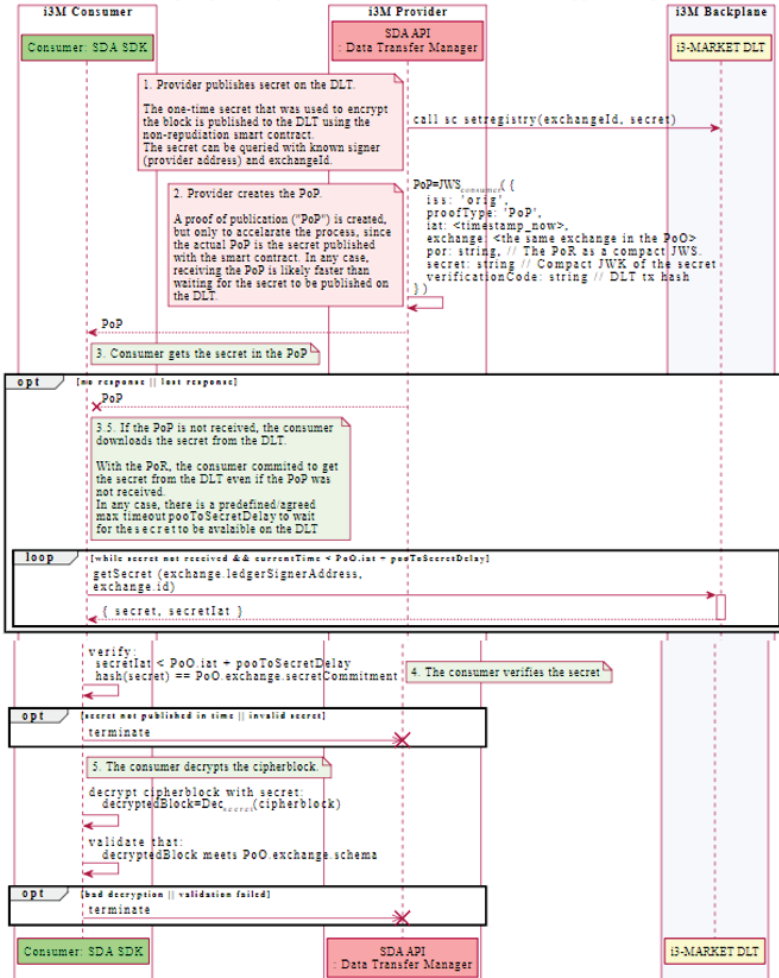 i3M Consumer
i3M Provider
i3M Backplane
Consumer: SDA SDK
SDA API
: Data Transfer Manager
i3-MARKET DLT
1. Provider publishes secret on the DLT.
The one-time secret that was used to encrypt
the block is published to the DLT using the
non-repudiation smart contract.
The secret can be queried with known signer
(provider address) and exchangeId.
call sc setregistry(exchangeId, secret)
2. Provider creates the PoP.
A proof of publication ("PoP") is created,
but only to accelarate the process, since
the actual PoP is the secret published
with the smart contract. In any case,
receiving the PoP is likely faster than
waiting for the secret to be published on
the DLT.
PoP=JWSconsumer({
iss: 'orig',
proofType: 'PoP',
iat: <timestamp_now>,
exchange: <the same exchange in the PoO>
por: string, // The PoR as a compact JWS.
secret: string // Compact JWK of the secret
verificationCode: string // DLT tx hash
})
PoP
3. Consumer gets the secret in the PoP
opt [no response || lost response]
PoP
3.5. If the PoP is not received, the consumer
downloads the secret from the DLT.
With the PoR, the consumer commited to get
the secret from the DLT even if the PoP was
not received.
In any case, there is a predefined/agreed
max timeout pooToSecretDelay to wait
for the secret to be avalaible on the DLT
loop [while secret not received && currentTime < PoO.iat + pooToSecretDelay]
getSecret (exchange.ledgerSignerAddress,
exchange.id)
{ secret, secretIat }
verify:
secretIat < PoO.iat + pooToSecretDelay
hash(secret) == PoO.exchange.secretCommitment
4. The consumer verifies the secret
opt [secret not published in time || invalid secret]
terminate
5. The consumer decrypts the cipherblock.
decrypt cipherblock with secret:
decryptedBlock=Decsecret(cipherblock)
validate that:
decryptedBlock meets PoO.exchange.schema
opt [bad decryption || validation failed]
terminate
Consumer: SDA SDK
SDA API
: Data Transfer Manager
i3-MARKET DLT